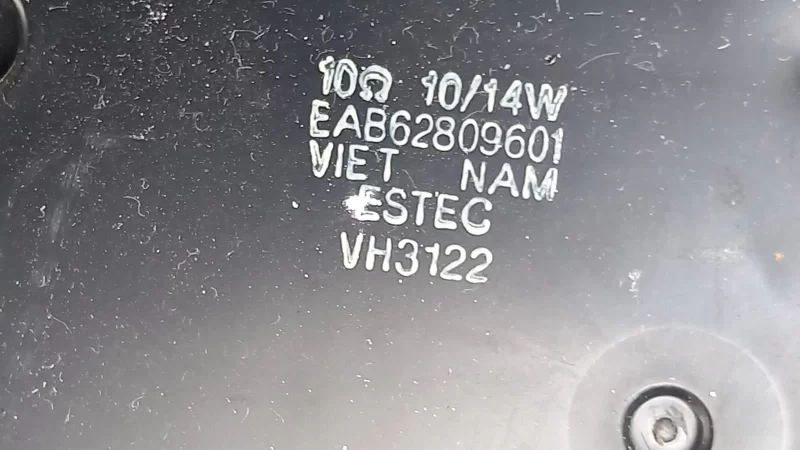 10Ω 10/14W
EAB62809601
VIET NAM
ESTEC
VH3122